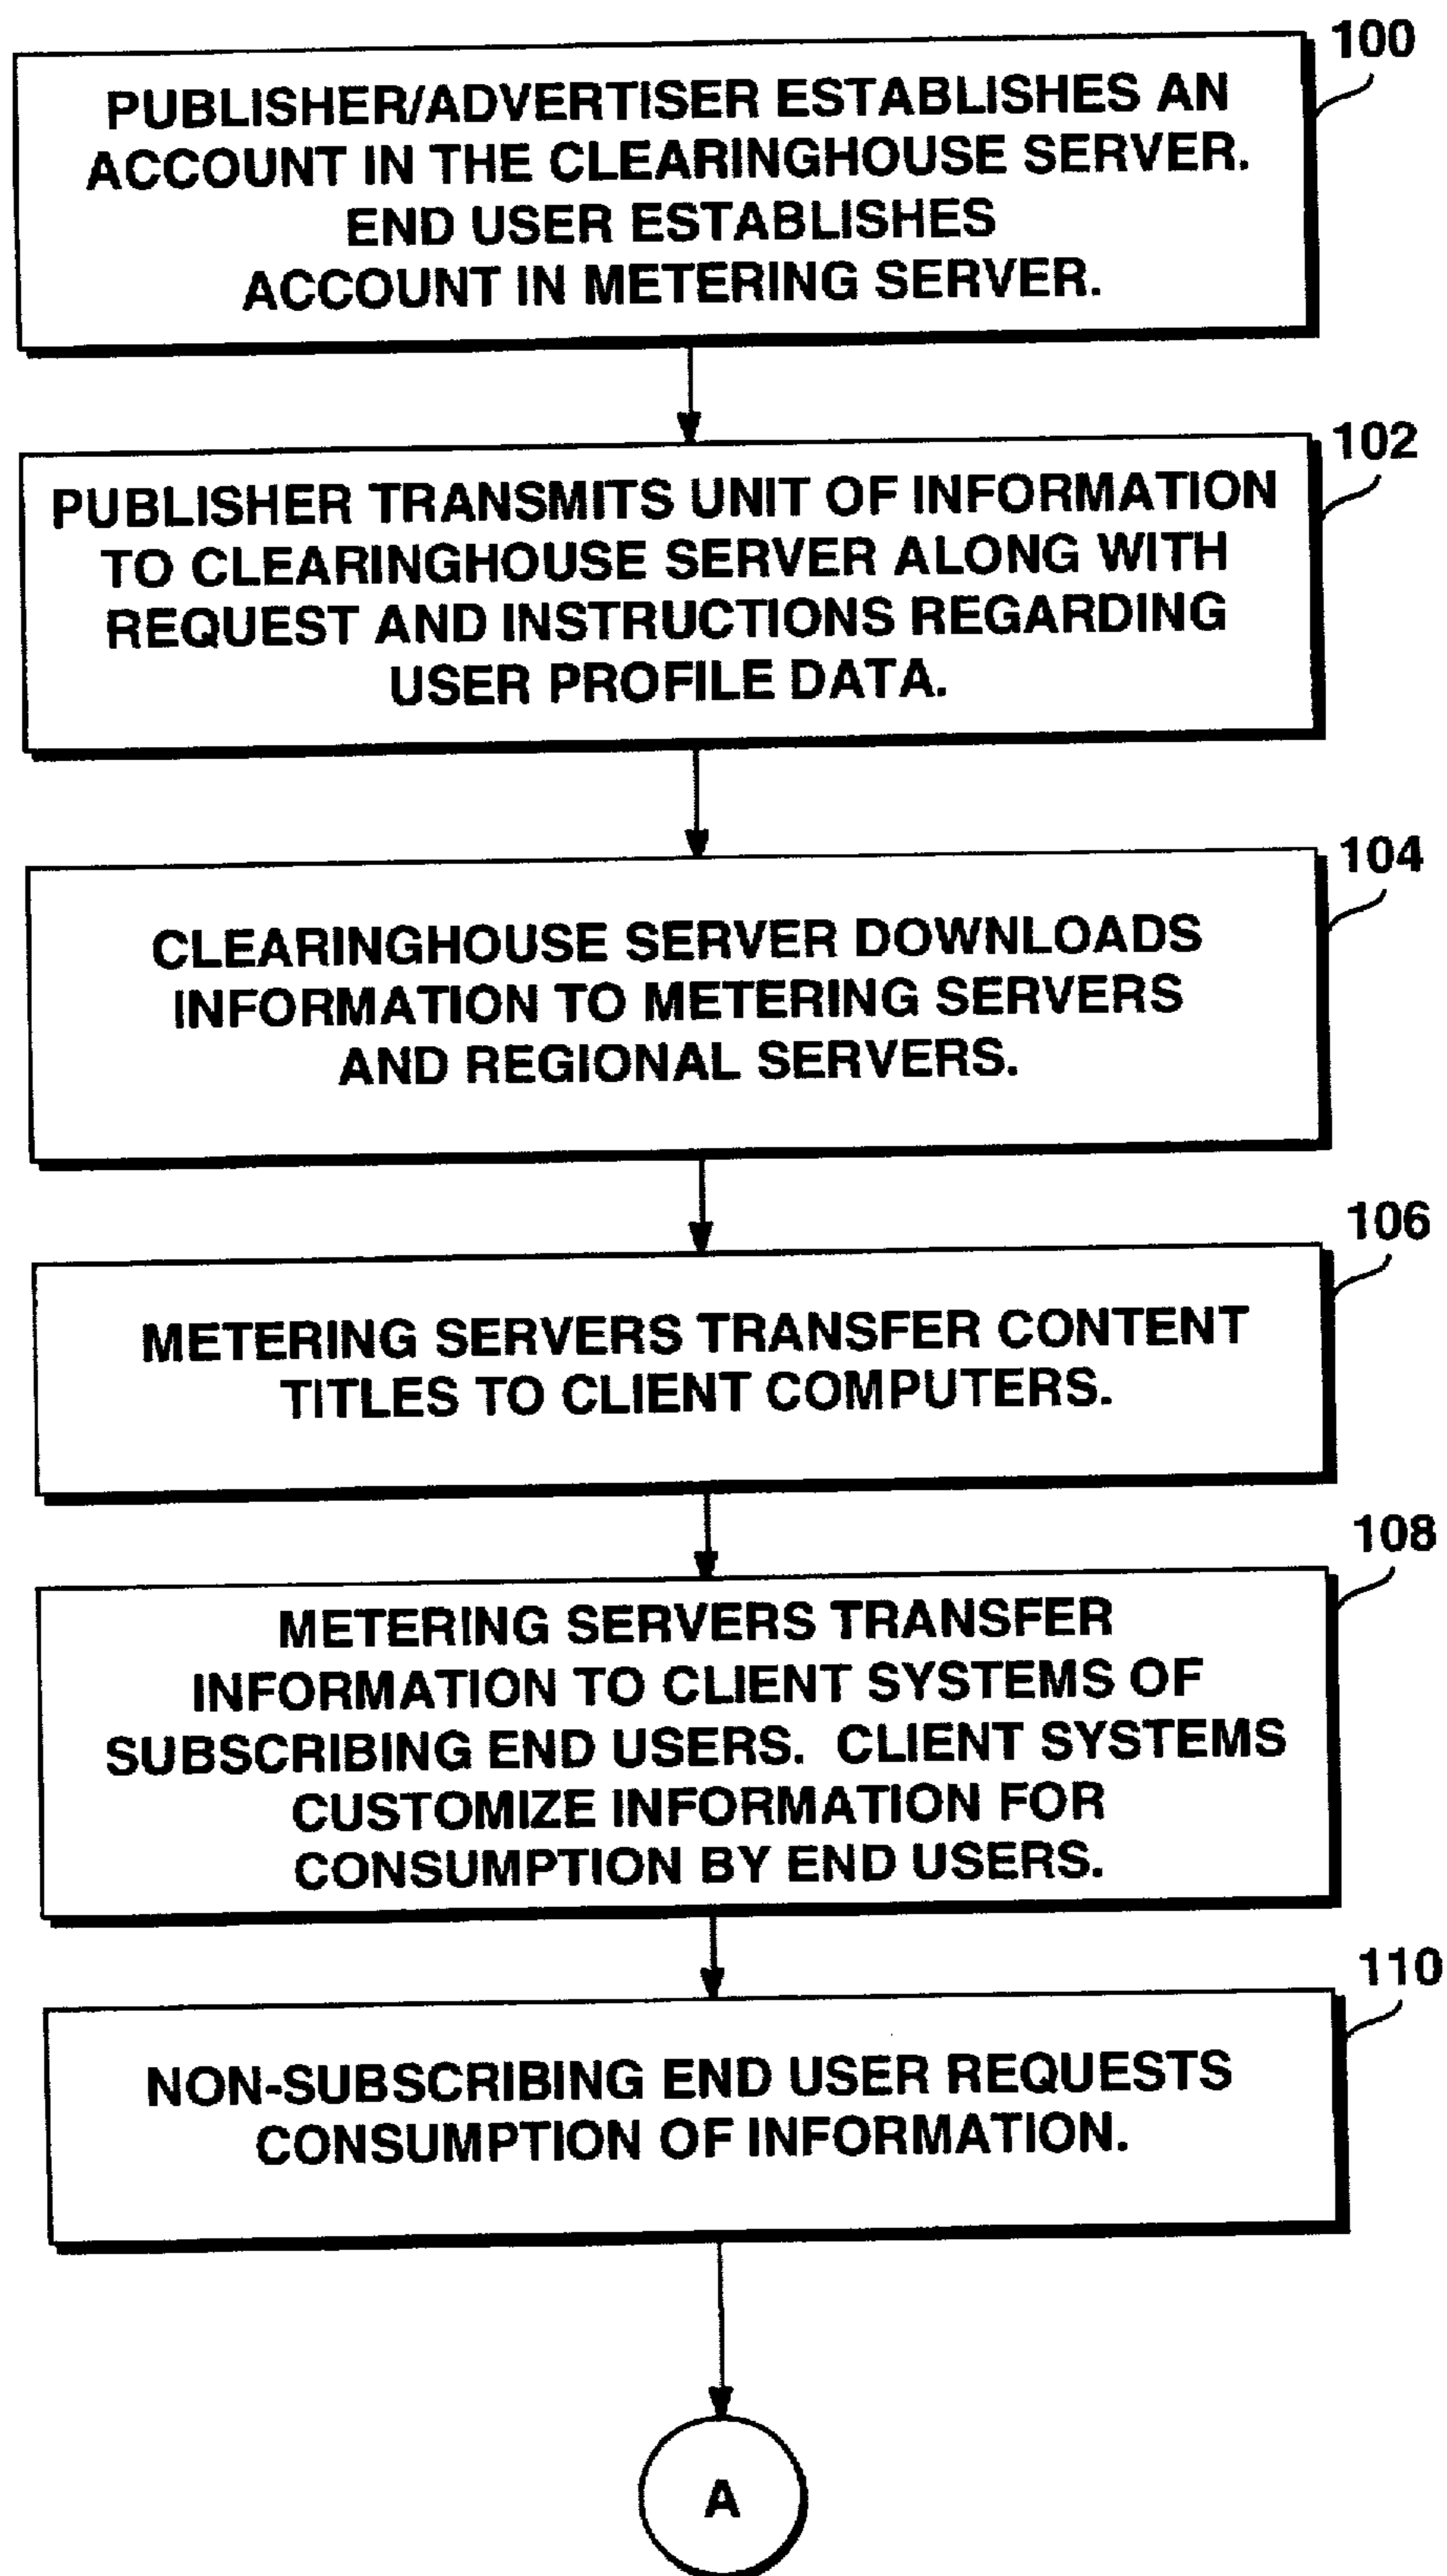 100
PUBLISHER/ADVERTISER ESTABLISHES AN
ACCOUNT IN THE CLEARINGHOUSE SERVER.
END USER ESTABLISHES
ACCOUNT IN METERING SERVER.
102
PUBLISHER TRANSMITS UNIT OF INFORMATION
TO CLEARINGHOUSE SERVER ALONG WITH
REQUEST AND INSTRUCTIONS REGARDING
USER PROFILE DATA.
104
CLEARINGHOUSE SERVER DOWNLOADS
INFORMATION TO METERING SERVERS
AND REGIONAL SERVERS.
106
METERING SERVERS TRANSFER CONTENT
TITLES TO CLIENT COMPUTERS.
108
METERING SERVERS TRANSFER
INFORMATION TO CLIENT SYSTEMS OF
SUBSCRIBING END USERS. CLIENT SYSTEMS
CUSTOMIZE INFORMATION FOR
CONSUMPTION BY END USERS.
110
NON-SUBSCRIBING END USER REQUESTS
CONSUMPTION OF INFORMATION.
A